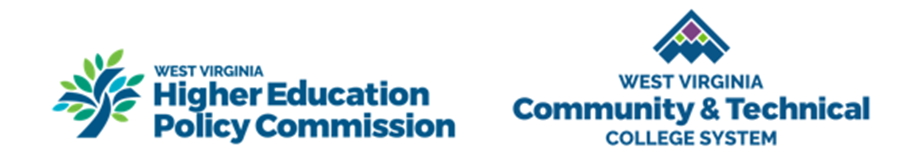 WEST VIRGINIA
Higher Education
Policy Commission
WEST VIRGINIA
Community & Technical
COLLEGE SYSTEM